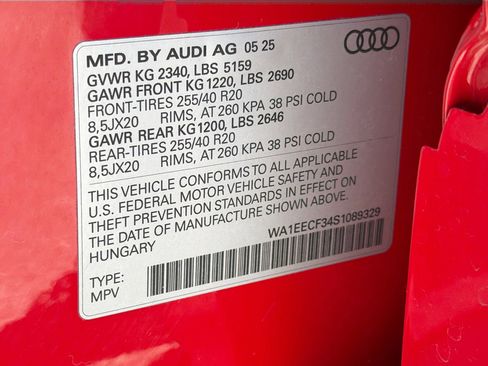 MFD. BY AUDI AG 05 25
GVWR KG 2340, LBS 5159
GAWR FRONT KG 1220, LBS 2690
FRONT-TIRES 255/40 R20
8,5JX20 RIMS, AT 260 KPA 38 PSI COLD
GAWR REAR KG 1200, LBS 2646
REAR-TIRES 255/40 R20
8,5JX20 RIMS, AT 260 KPA 38 PSI COLD
THIS VEHICLE CONFORMS TO ALL APPLICABLE
U.S. FEDERAL MOTOR VEHICLE SAFETY AND
THEFT PREVENTION STANDARDS IN EFFECT ON
THE DATE OF MANUFACTURE SHOWN ABOVE.
HUNGARY WA1EECF34S1089329
TYPE:
MPV